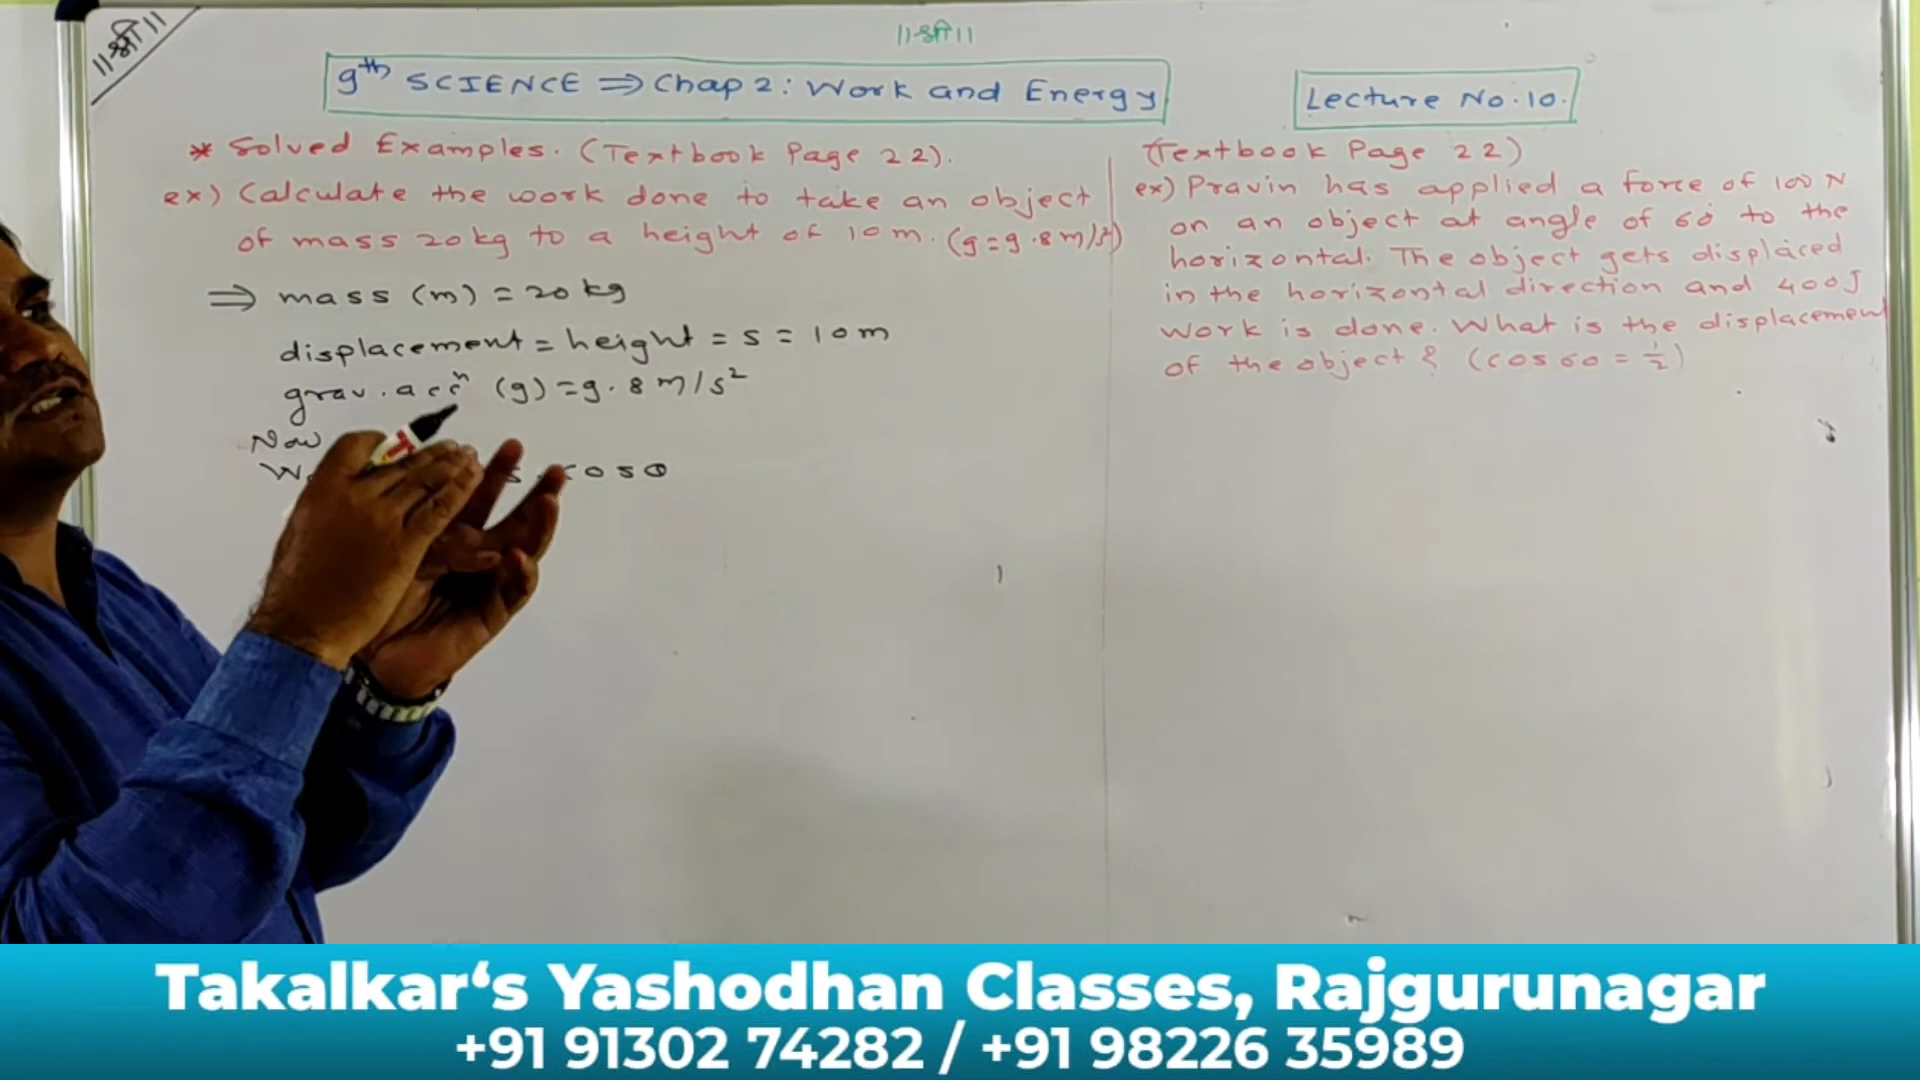 ॥श्री॥
॥श्री॥
9th SCIENCE ⇒ Chap 2: Work and Energy
Lecture No. 10.
* Solved Examples. (Textbook Page 22).
ex) Calculate the work done to take an object
of mass 20 kg to a height of 10 m. (g = 9.8 m/s²)
⇒ mass (m) = 20 kg
displacement = height = s = 10 m
grav. accⁿ (g) = 9.8 m/s²
Now
s. cosθ
(Textbook Page 22)
ex) Pravin has applied a force of 100 N
on an object at angle of 60° to the
horizontal. The object gets displaced
in the horizontal direction and 400 J
work is done. What is the displacement
of the object? (cos 60 = 1/2)
Takalkar‘s Yashodhan Classes, Rajgurunagar
+91 91302 74282 / +91 98226 35989